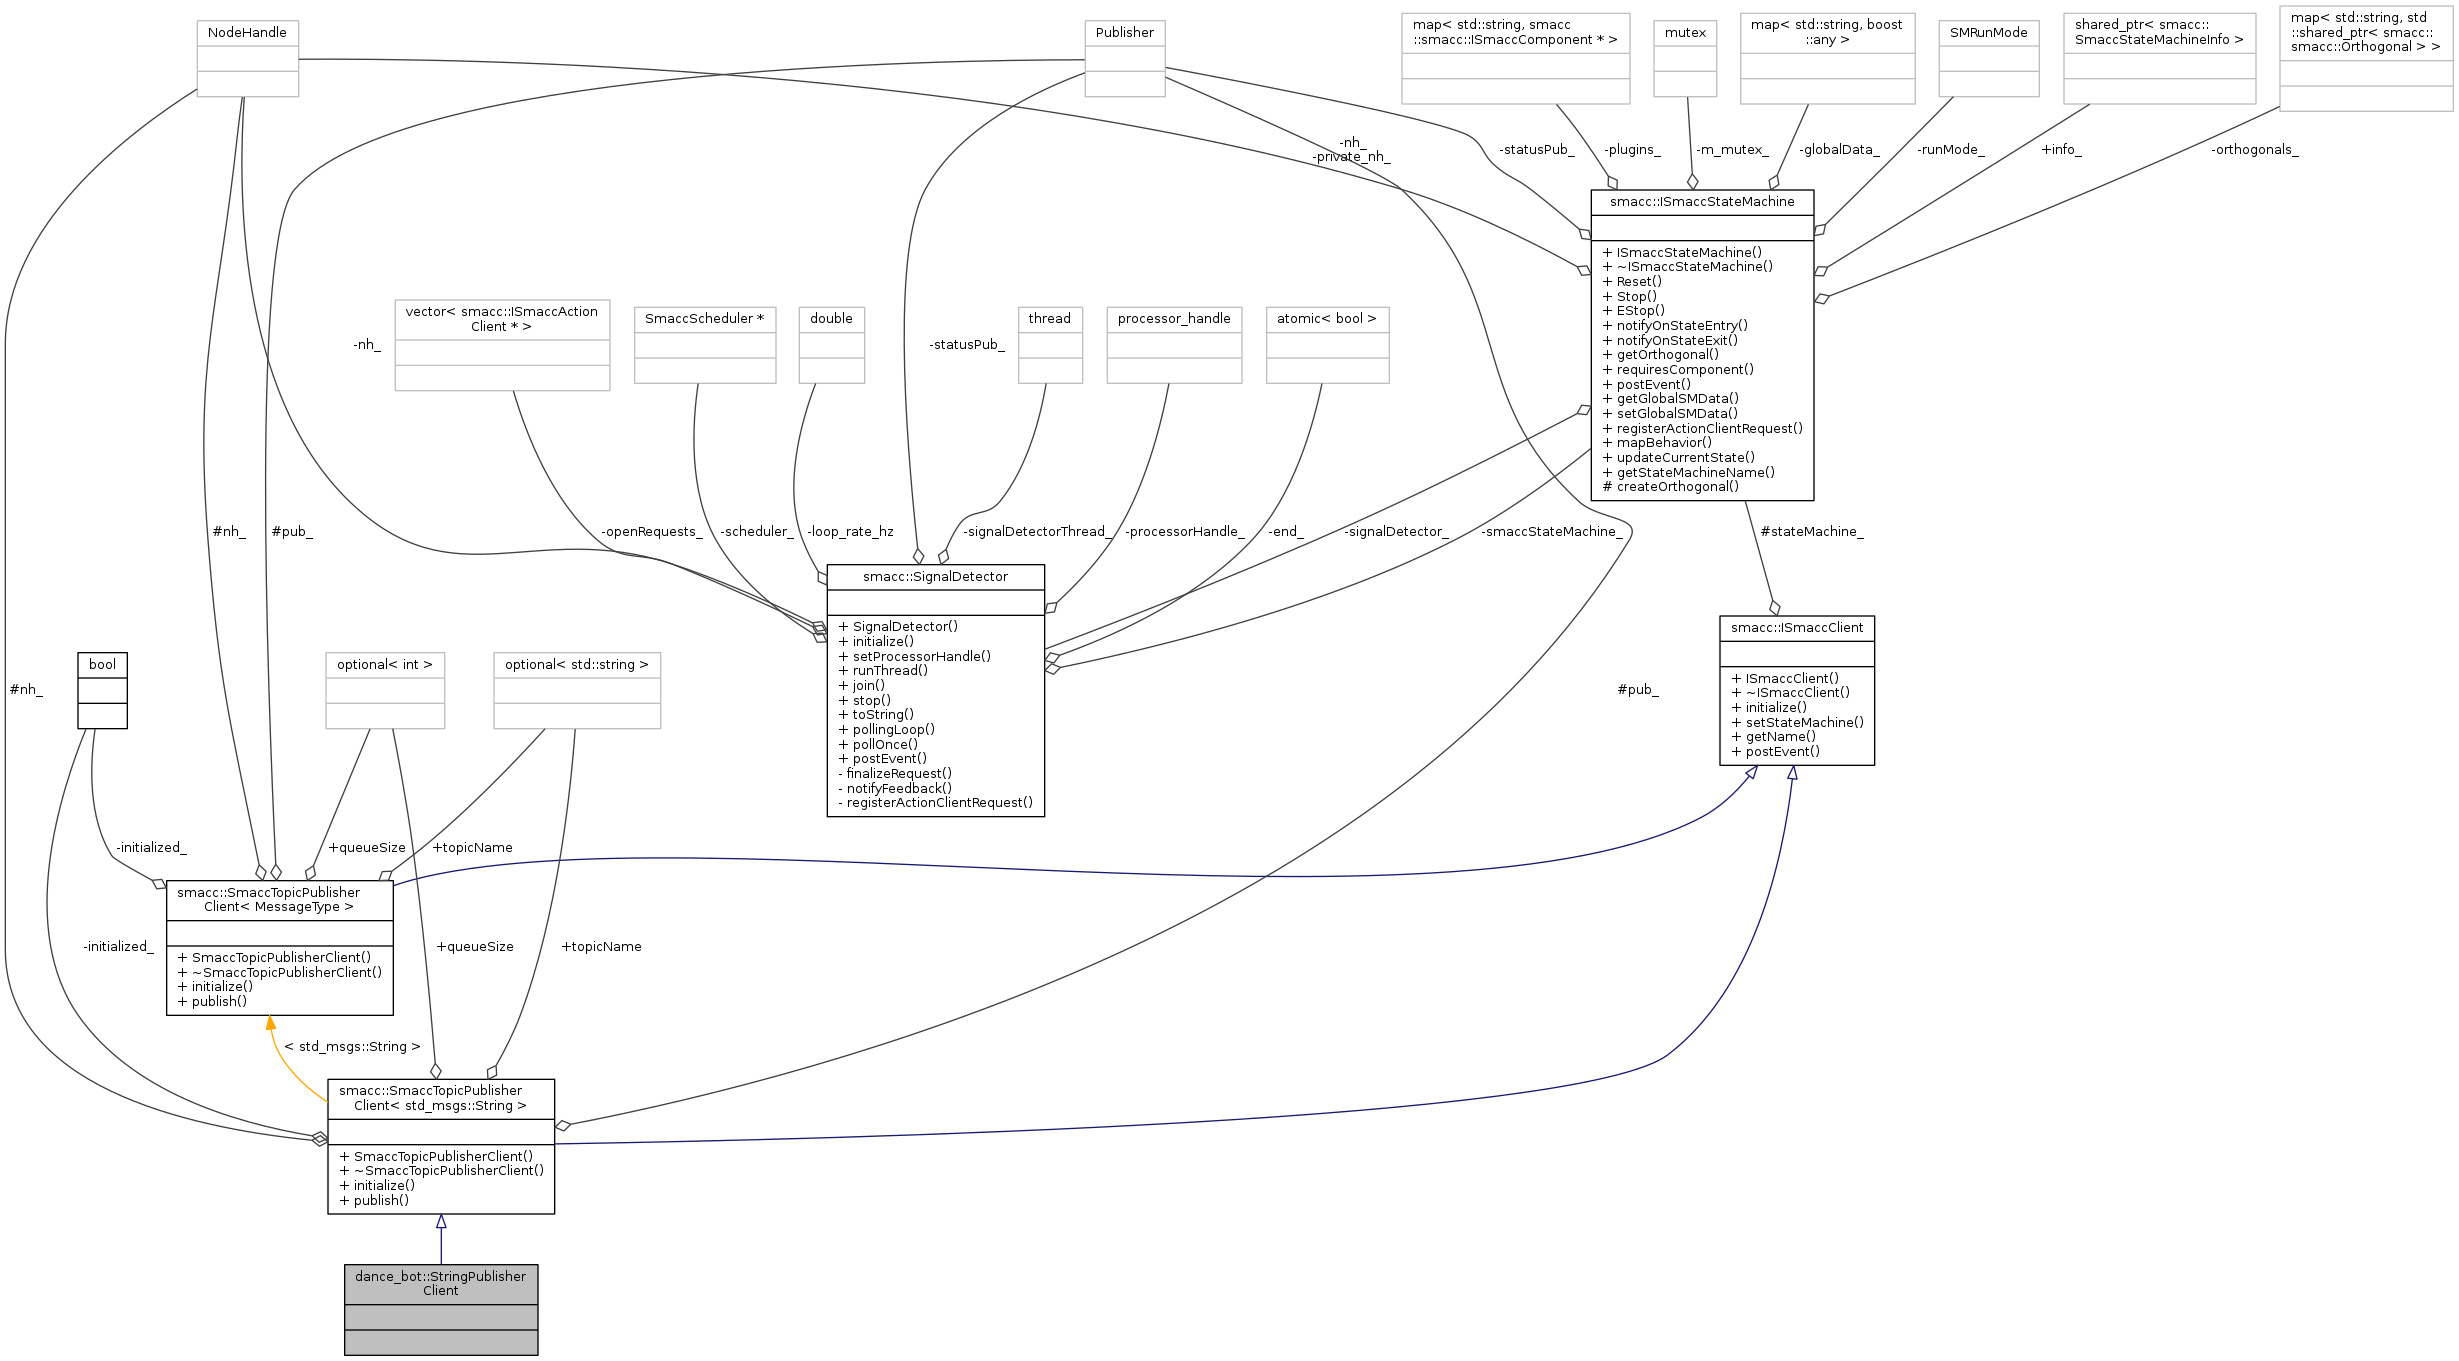 NodeHandle
Publisher
map< std::string, smacc
::smacc::ISmaccComponent * >
mutex
map< std::string, boost
::any >
SMRunMode
shared_ptr< smacc::
SmaccStateMachineInfo >
map< std::string, std
::shared_ptr< smacc::
smacc::Orthogonal > >
-nh_
-private_nh_
-statusPub_
-plugins_
-m_mutex_
-globalData_
-runMode_
+info_
-orthogonals_
smacc::ISmaccStateMachine
+ ISmaccStateMachine()
+ ~ISmaccStateMachine()
+ Reset()
+ Stop()
+ EStop()
+ notifyOnStateEntry()
+ notifyOnStateExit()
+ getOrthogonal()
+ requiresComponent()
+ postEvent()
+ getGlobalSMData()
+ setGlobalSMData()
+ registerActionClientRequest()
+ mapBehavior()
+ updateCurrentState()
+ getStateMachineName()
# createOrthogonal()
-nh_
vector< smacc::ISmaccAction
Client * >
SmaccScheduler *
double
-statusPub_
thread
processor_handle
atomic< bool >
#nh_
#pub_
-openRequests_
-scheduler_
-loop_rate_hz
-signalDetectorThread_
-processorHandle_
-end_
-signalDetector_
-smaccStateMachine_
#stateMachine_
smacc::SignalDetector
+ SignalDetector()
+ initialize()
+ setProcessorHandle()
+ runThread()
+ join()
+ stop()
+ toString()
+ pollingLoop()
+ pollOnce()
+ postEvent()
- finalizeRequest()
- notifyFeedback()
- registerActionClientRequest()
smacc::ISmaccClient
+ ISmaccClient()
+ ~ISmaccClient()
+ initialize()
+ setStateMachine()
+ getName()
+ postEvent()
#nh_
bool
optional< int >
optional< std::string >
#pub_
-initialized_
+queueSize
+topicName
smacc::SmaccTopicPublisher
Client< MessageType >
+ SmaccTopicPublisherClient()
+ ~SmaccTopicPublisherClient()
+ initialize()
+ publish()
-initialized_
+queueSize
+topicName
< std_msgs::String >
smacc::SmaccTopicPublisher
Client< std_msgs::String >
+ SmaccTopicPublisherClient()
+ ~SmaccTopicPublisherClient()
+ initialize()
+ publish()
dance_bot::StringPublisher
Client